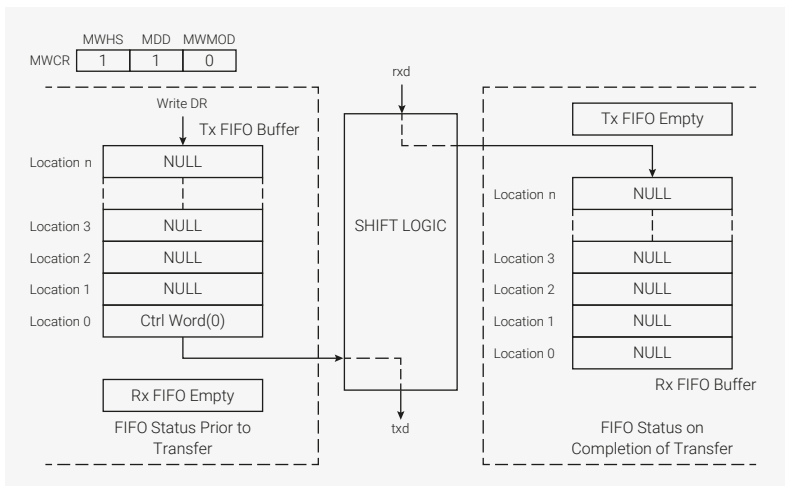 MWHS MDD MWMOD
MWCR 1 1 0
Write DR
Tx FIFO Buffer
Location n NULL
Location 3 NULL
Location 2 NULL
Location 1 NULL
Location 0 Ctrl Word(0)
Rx FIFO Empty
FIFO Status Prior to
Transfer
rxd
SHIFT LOGIC
txd
Tx FIFO Empty
Location n NULL
Location 3 NULL
Location 2 NULL
Location 1 NULL
Location 0 NULL
Rx FIFO Buffer
FIFO Status on
Completion of Transfer